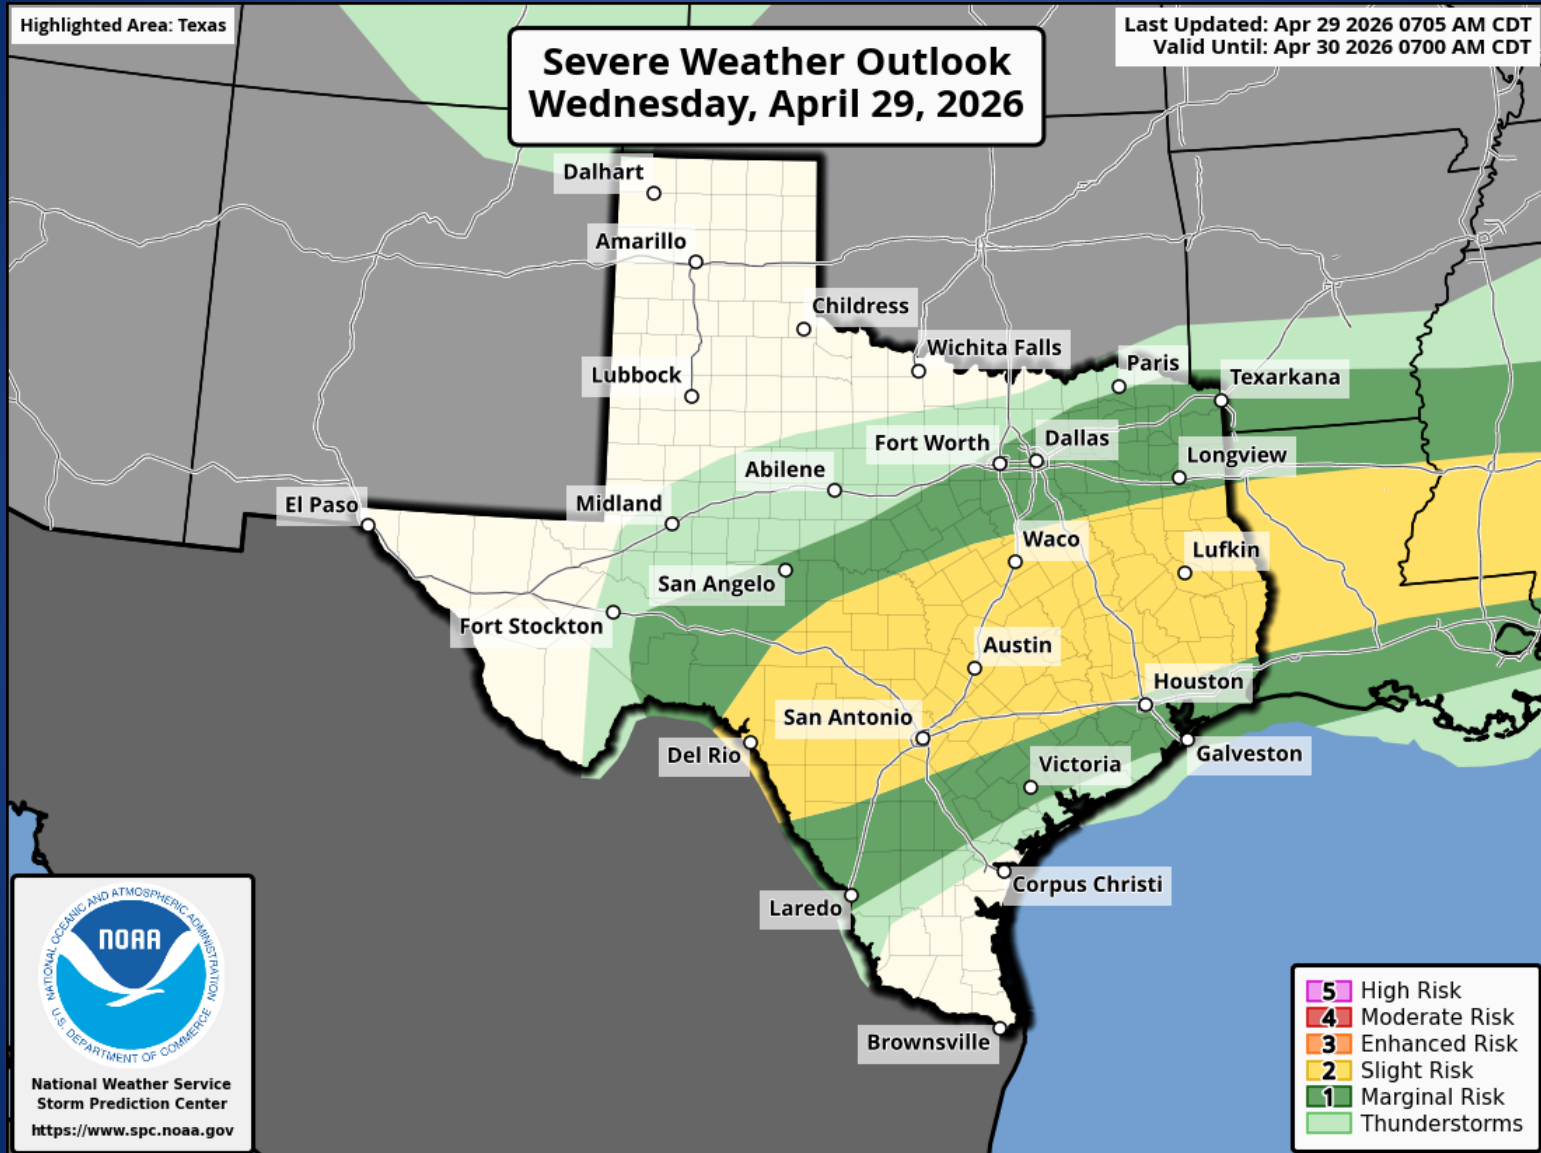 Highlighted Area: Texas
Last Updated: Apr 29 2026 0705 AM CDT
Valid Until: Apr 30 2026 0700 AM CDT
Severe Weather Outlook
Wednesday, April 29, 2026
Dalhart
Amarillo
Childress
Wichita Falls
Paris
Lubbock
Texarkana
Fort Worth
Dallas
Longview
Abilene
Midland
El Paso
Waco
Lufkin
San Angelo
Fort Stockton
Austin
Houston
San Antonio
Del Rio
Galveston
Victoria
Corpus Christi
Laredo
Brownsville
NATIONAL OCEANIC AND ATMOSPHERIC ADMINISTRATION
NOAA
U.S. DEPARTMENT OF COMMERCE
National Weather Service
Storm Prediction Center
https://www.spc.noaa.gov
5 High Risk
4 Moderate Risk
3 Enhanced Risk
2 Slight Risk
1 Marginal Risk
Thunderstorms